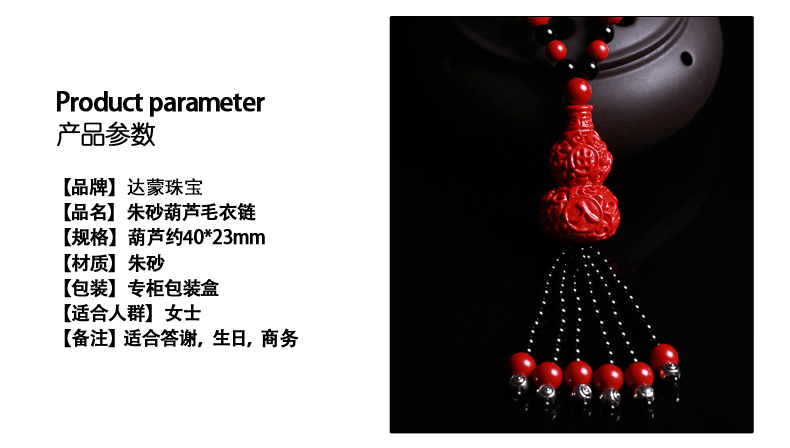 Product parameter
产品参数
【品牌】达蒙珠宝
【品名】朱砂葫芦毛衣链
【规格】葫芦约40*23mm
【材质】朱砂
【包装】专柜包装盒
【适合人群】女士
【备注】适合答谢, 生日, 商务